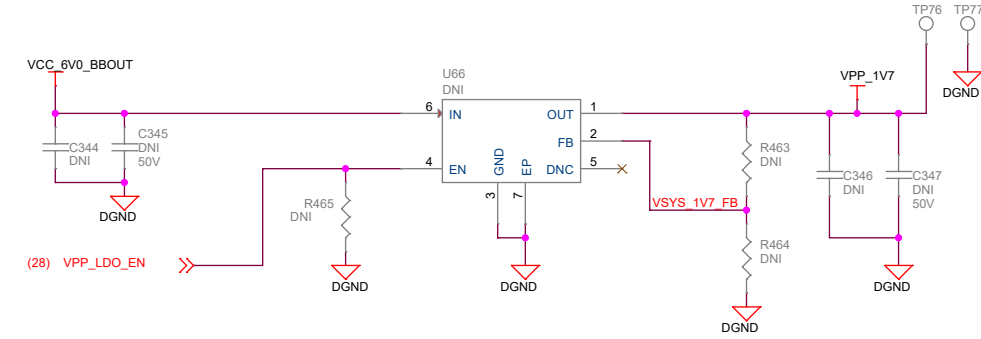 TP76 TP77
VCC_6V0_BBOUT
U66
DNI
VPP_1V7
DGND
6 IN OUT 1
C344
DNI
C345
DNI
50V
FB 2
4 EN GND EP DNC 5
3 7
R463
DNI
C346
DNI
C347
DNI
50V
DGND
R465
DNI
VSYS_1V7_FB
R464
DNI
(28) VPP_LDO_EN
DGND
DGND
DGND
DGND